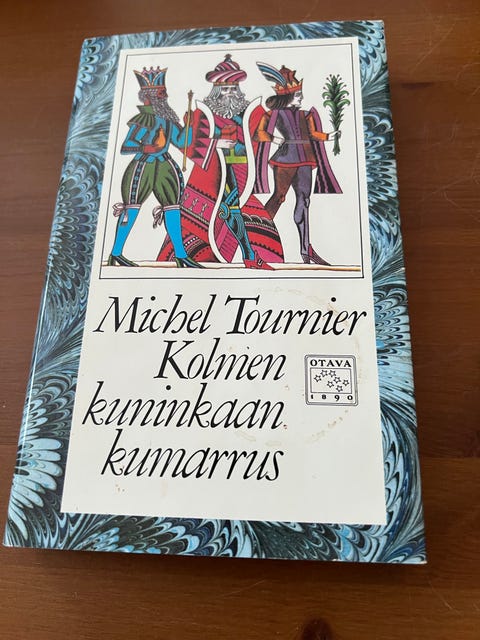 Michel Tournier
Kolmen
kuninkaan
kumarrus
OTAVA
1890